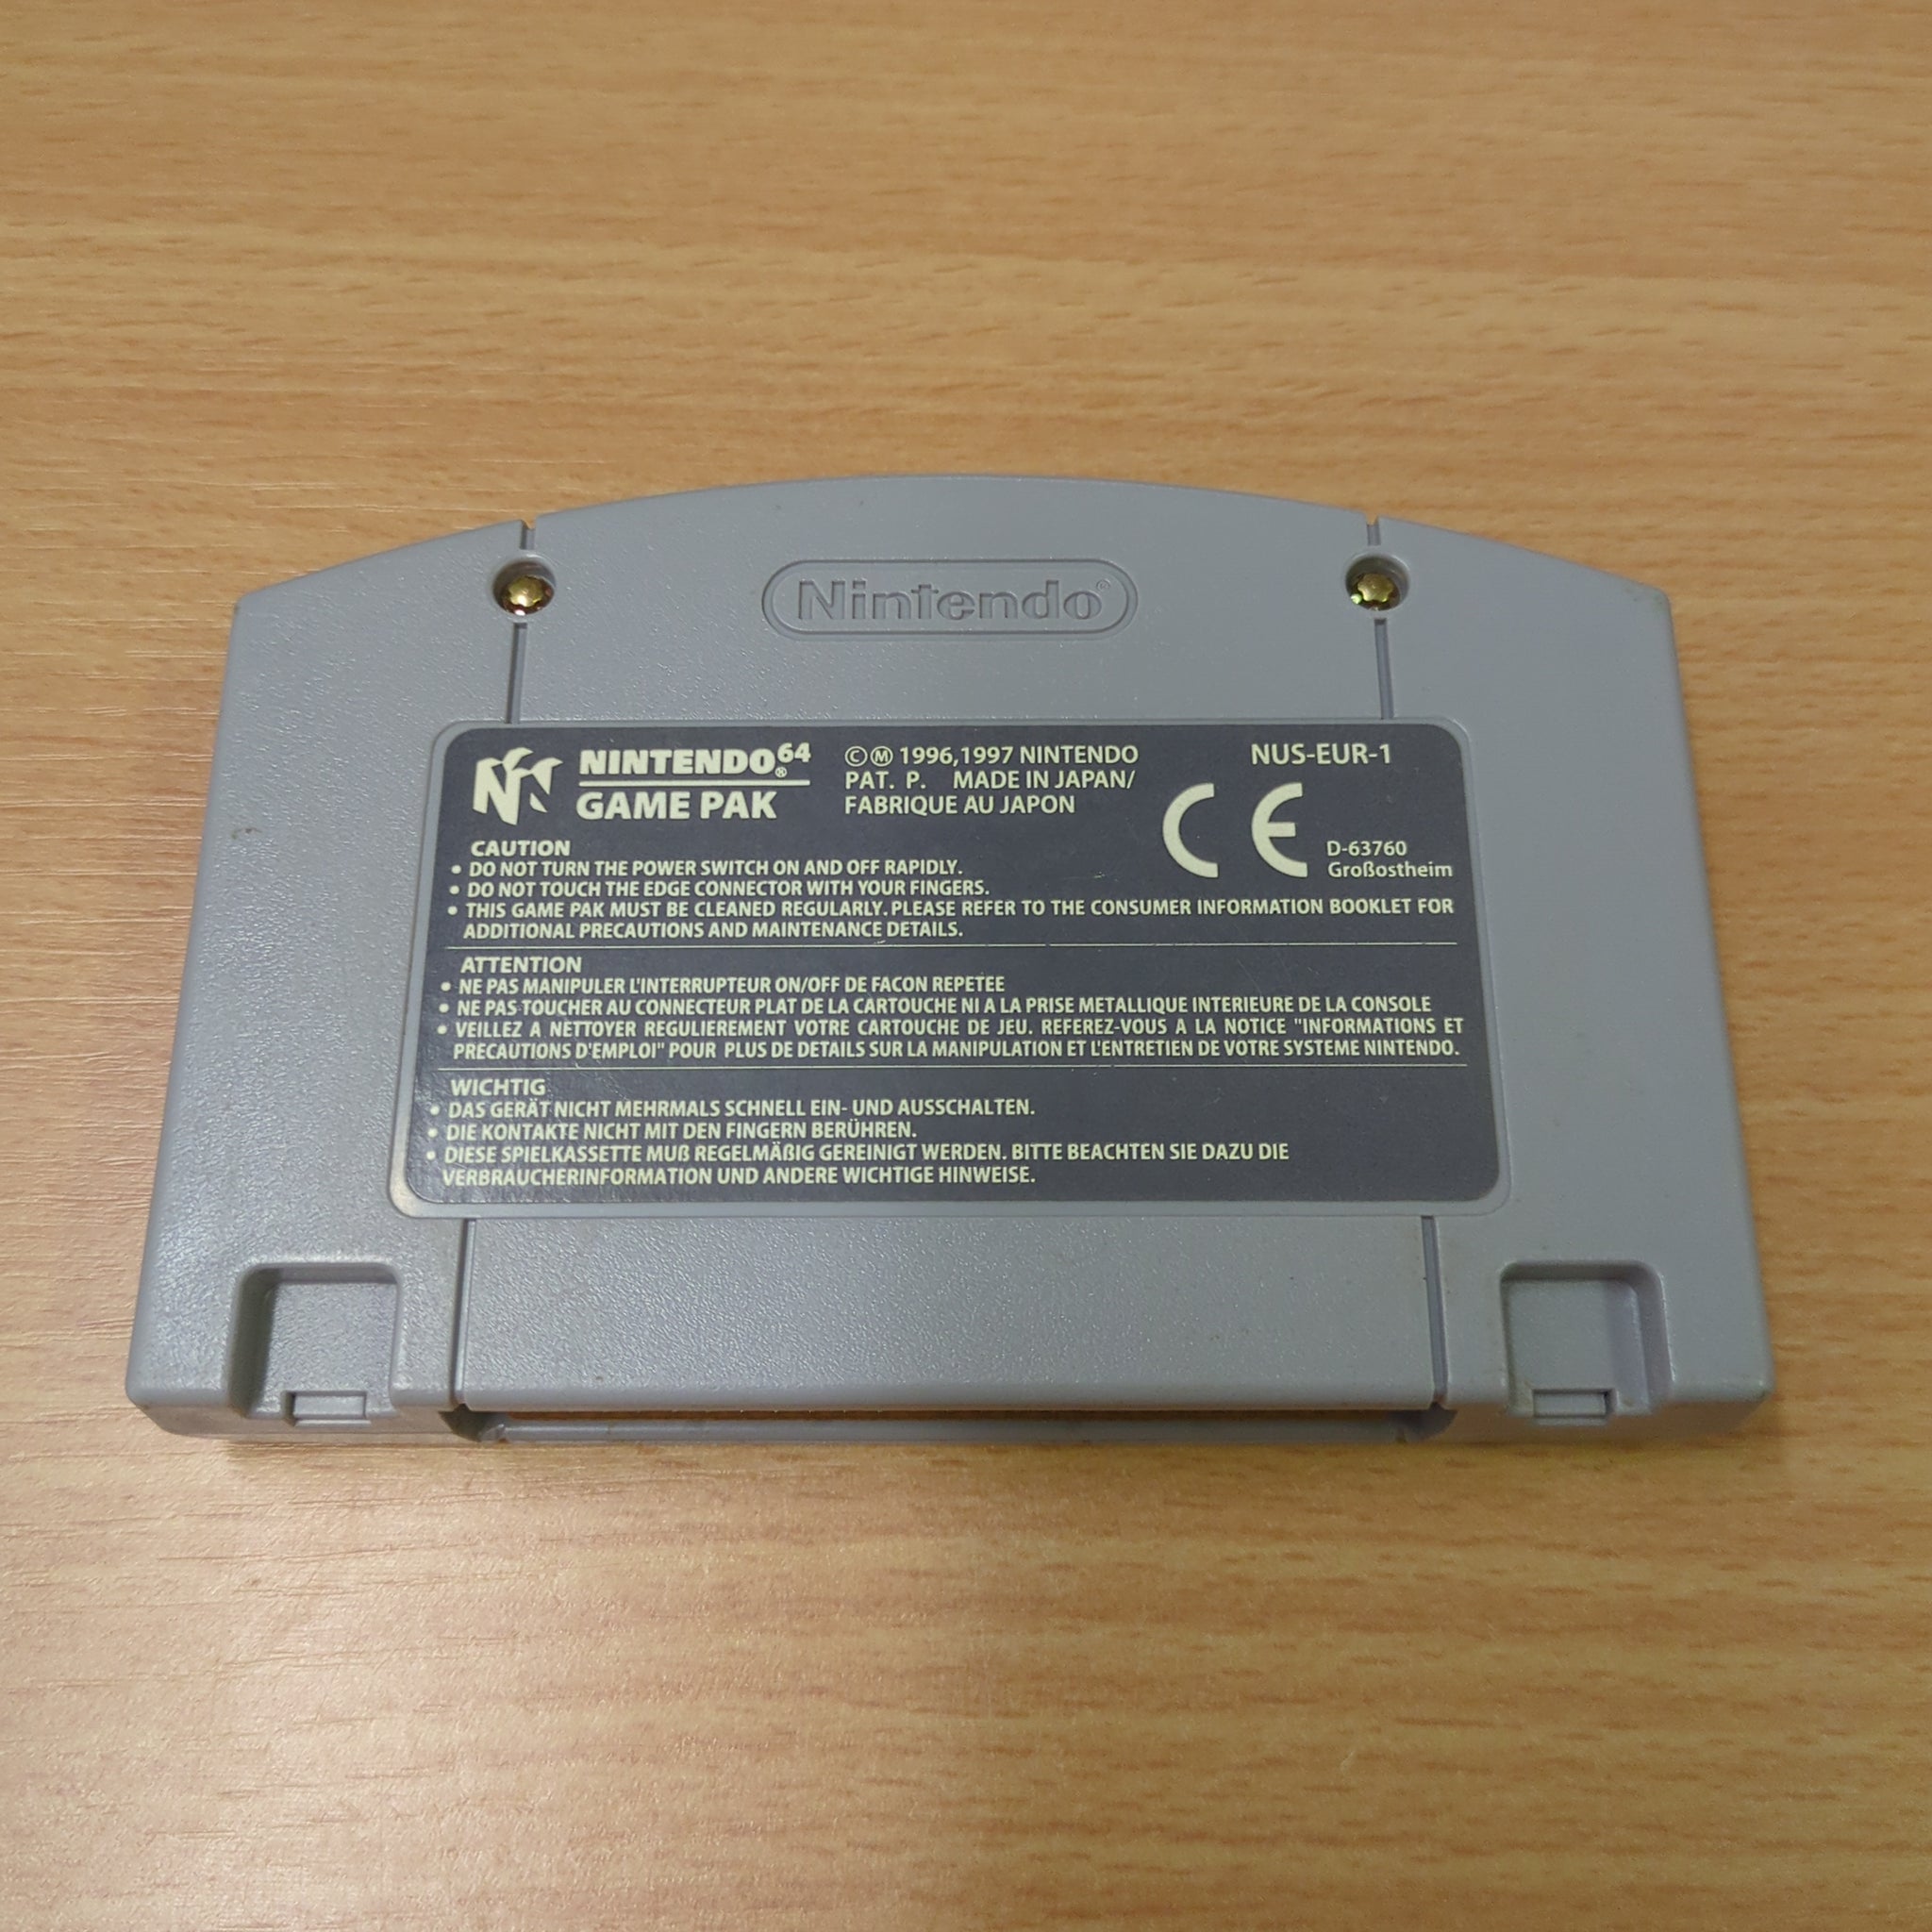 Nintendo©
NINTENDO⁶⁴®
GAME PAK
©Ⓜ 1996,1997 NINTENDO
PAT. P. MADE IN JAPAN/
FABRIQUE AU JAPON
NUS-EUR-1
CE
D-63760
Großostheim
CAUTION
• DO NOT TURN THE POWER SWITCH ON AND OFF RAPIDLY.
• DO NOT TOUCH THE EDGE CONNECTOR WITH YOUR FINGERS.
• THIS GAME PAK MUST BE CLEANED REGULARLY. PLEASE REFER TO THE CONSUMER INFORMATION BOOKLET FOR
ADDITIONAL PRECAUTIONS AND MAINTENANCE DETAILS.
ATTENTION
• NE PAS MANIPULER L'INTERRUPTEUR ON/OFF DE FACON REPETEE
• NE PAS TOUCHER AU CONNECTEUR PLAT DE LA CARTOUCHE NI A LA PRISE METALLIQUE INTERIEURE DE LA CONSOLE
• VEILLEZ A NETTOYER REGULIEREMENT VOTRE CARTOUCHE DE JEU. REFEREZ-VOUS A LA NOTICE "INFORMATIONS ET
PRECAUTIONS D'EMPLOI" POUR PLUS DE DETAILS SUR LA MANIPULATION ET L'ENTRETIEN DE VOTRE SYSTEME NINTENDO.
WICHTIG
• DAS GERÄT NICHT MEHRMALS SCHNELL EIN- UND AUSSCHALTEN.
• DIE KONTAKTE NICHT MIT DEN FINGERN BERÜHREN.
• DIESE SPIELKASSETTE MUß REGELMÄßIG GEREINIGT WERDEN. BITTE BEACHTEN SIE DAZU DIE
VERBRAUCHERINFORMATION UND ANDERE WICHTIGE HINWEISE.